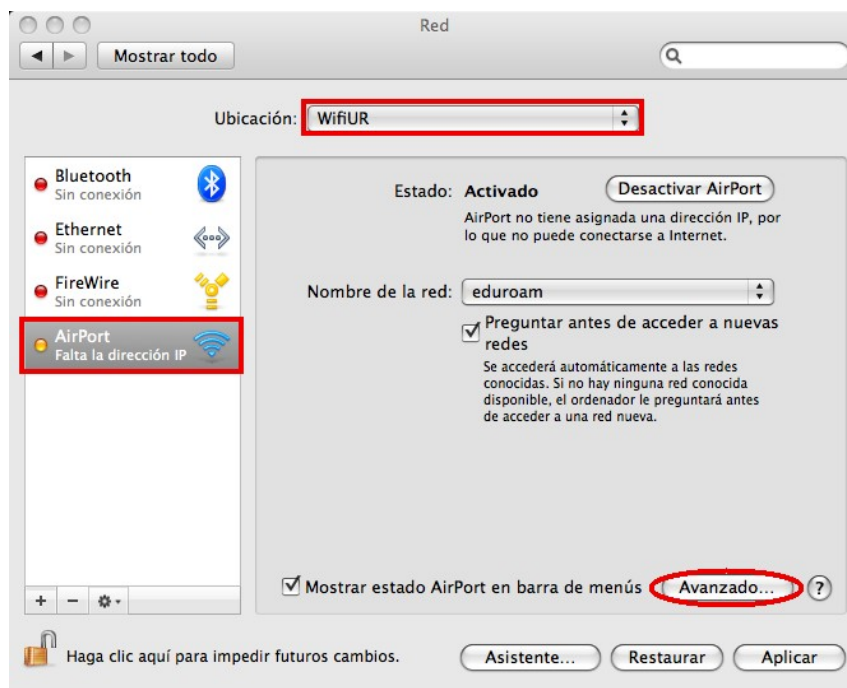 Red
Mostrar todo
Ubicación: WifiUR
Bluetooth
Sin conexión
Ethernet
Sin conexión
FireWire
Sin conexión
AirPort
Falta la dirección IP
Estado: Activado
Desactivar AirPort
AirPort no tiene asignada una dirección IP, por
lo que no puede conectarse a Internet.
Nombre de la red: eduroam
Preguntar antes de acceder a nuevas
redes
Se accederá automáticamente a las redes
conocidas. Si no hay ninguna red conocida
disponible, el ordenador le preguntará antes
de acceder a una red nueva.
Mostrar estado AirPort en barra de menús
Avanzado...
?
Haga clic aquí para impedir futuros cambios.
Asistente...
Restaurar
Aplicar